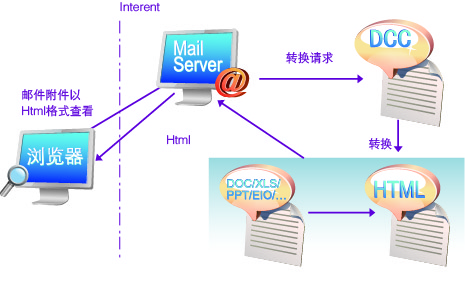 Interent
Mail
Server
@
转换请求
DCC
邮件附件以
Html格式查看
浏览器
Html
转换
DOC/XLS/
PPT/EIO/...
HTML